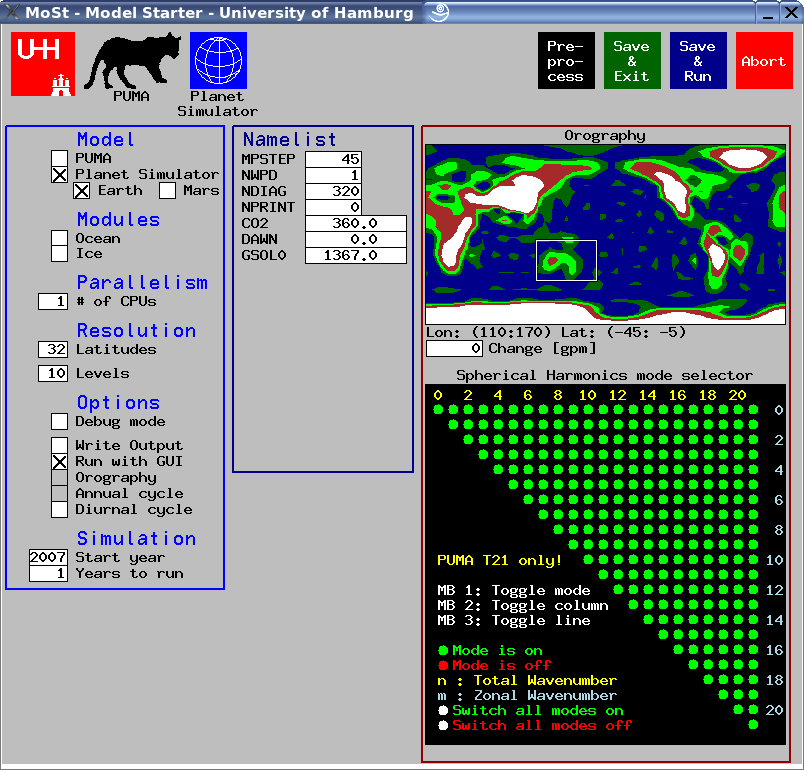 MoSt - Model Starter - University of Hamburg
UHH
PUMA
Planet
Simulator
Pre-
pro-
cess
Save
&
Exit
Save
&
Run
Abort
Model
PUMA
Planet Simulator
Earth Mars
Modules
Ocean
Ice
Parallelism
1 # of CPUs
Resolution
32 Latitudes
10 Levels
Options
Debug mode
Write Output
Run with GUI
Orography
Annual cycle
Diurnal cycle
Simulation
2007 Start year
1 Years to run
Namelist
MPSTEP 45
NWPD 1
NDIAG 320
NPRINT 0
CO2 360.0
DAWN 0.0
GSOL0 1367.0
Orography
Lon: (110:170) Lat: (-45: -5)
0 Change [gpm]
Spherical Harmonics mode selector
0 2 4 6 8 10 12 14 16 18 20
0
2
4
6
8
PUMA T21 only! 10
MB 1: Toggle mode 12
MB 2: Toggle column
MB 3: Toggle line 14
Mode is on 16
Mode is off
n : Total Wavenumber 18
m : Zonal Wavenumber
Switch all modes on 20
Switch all modes off